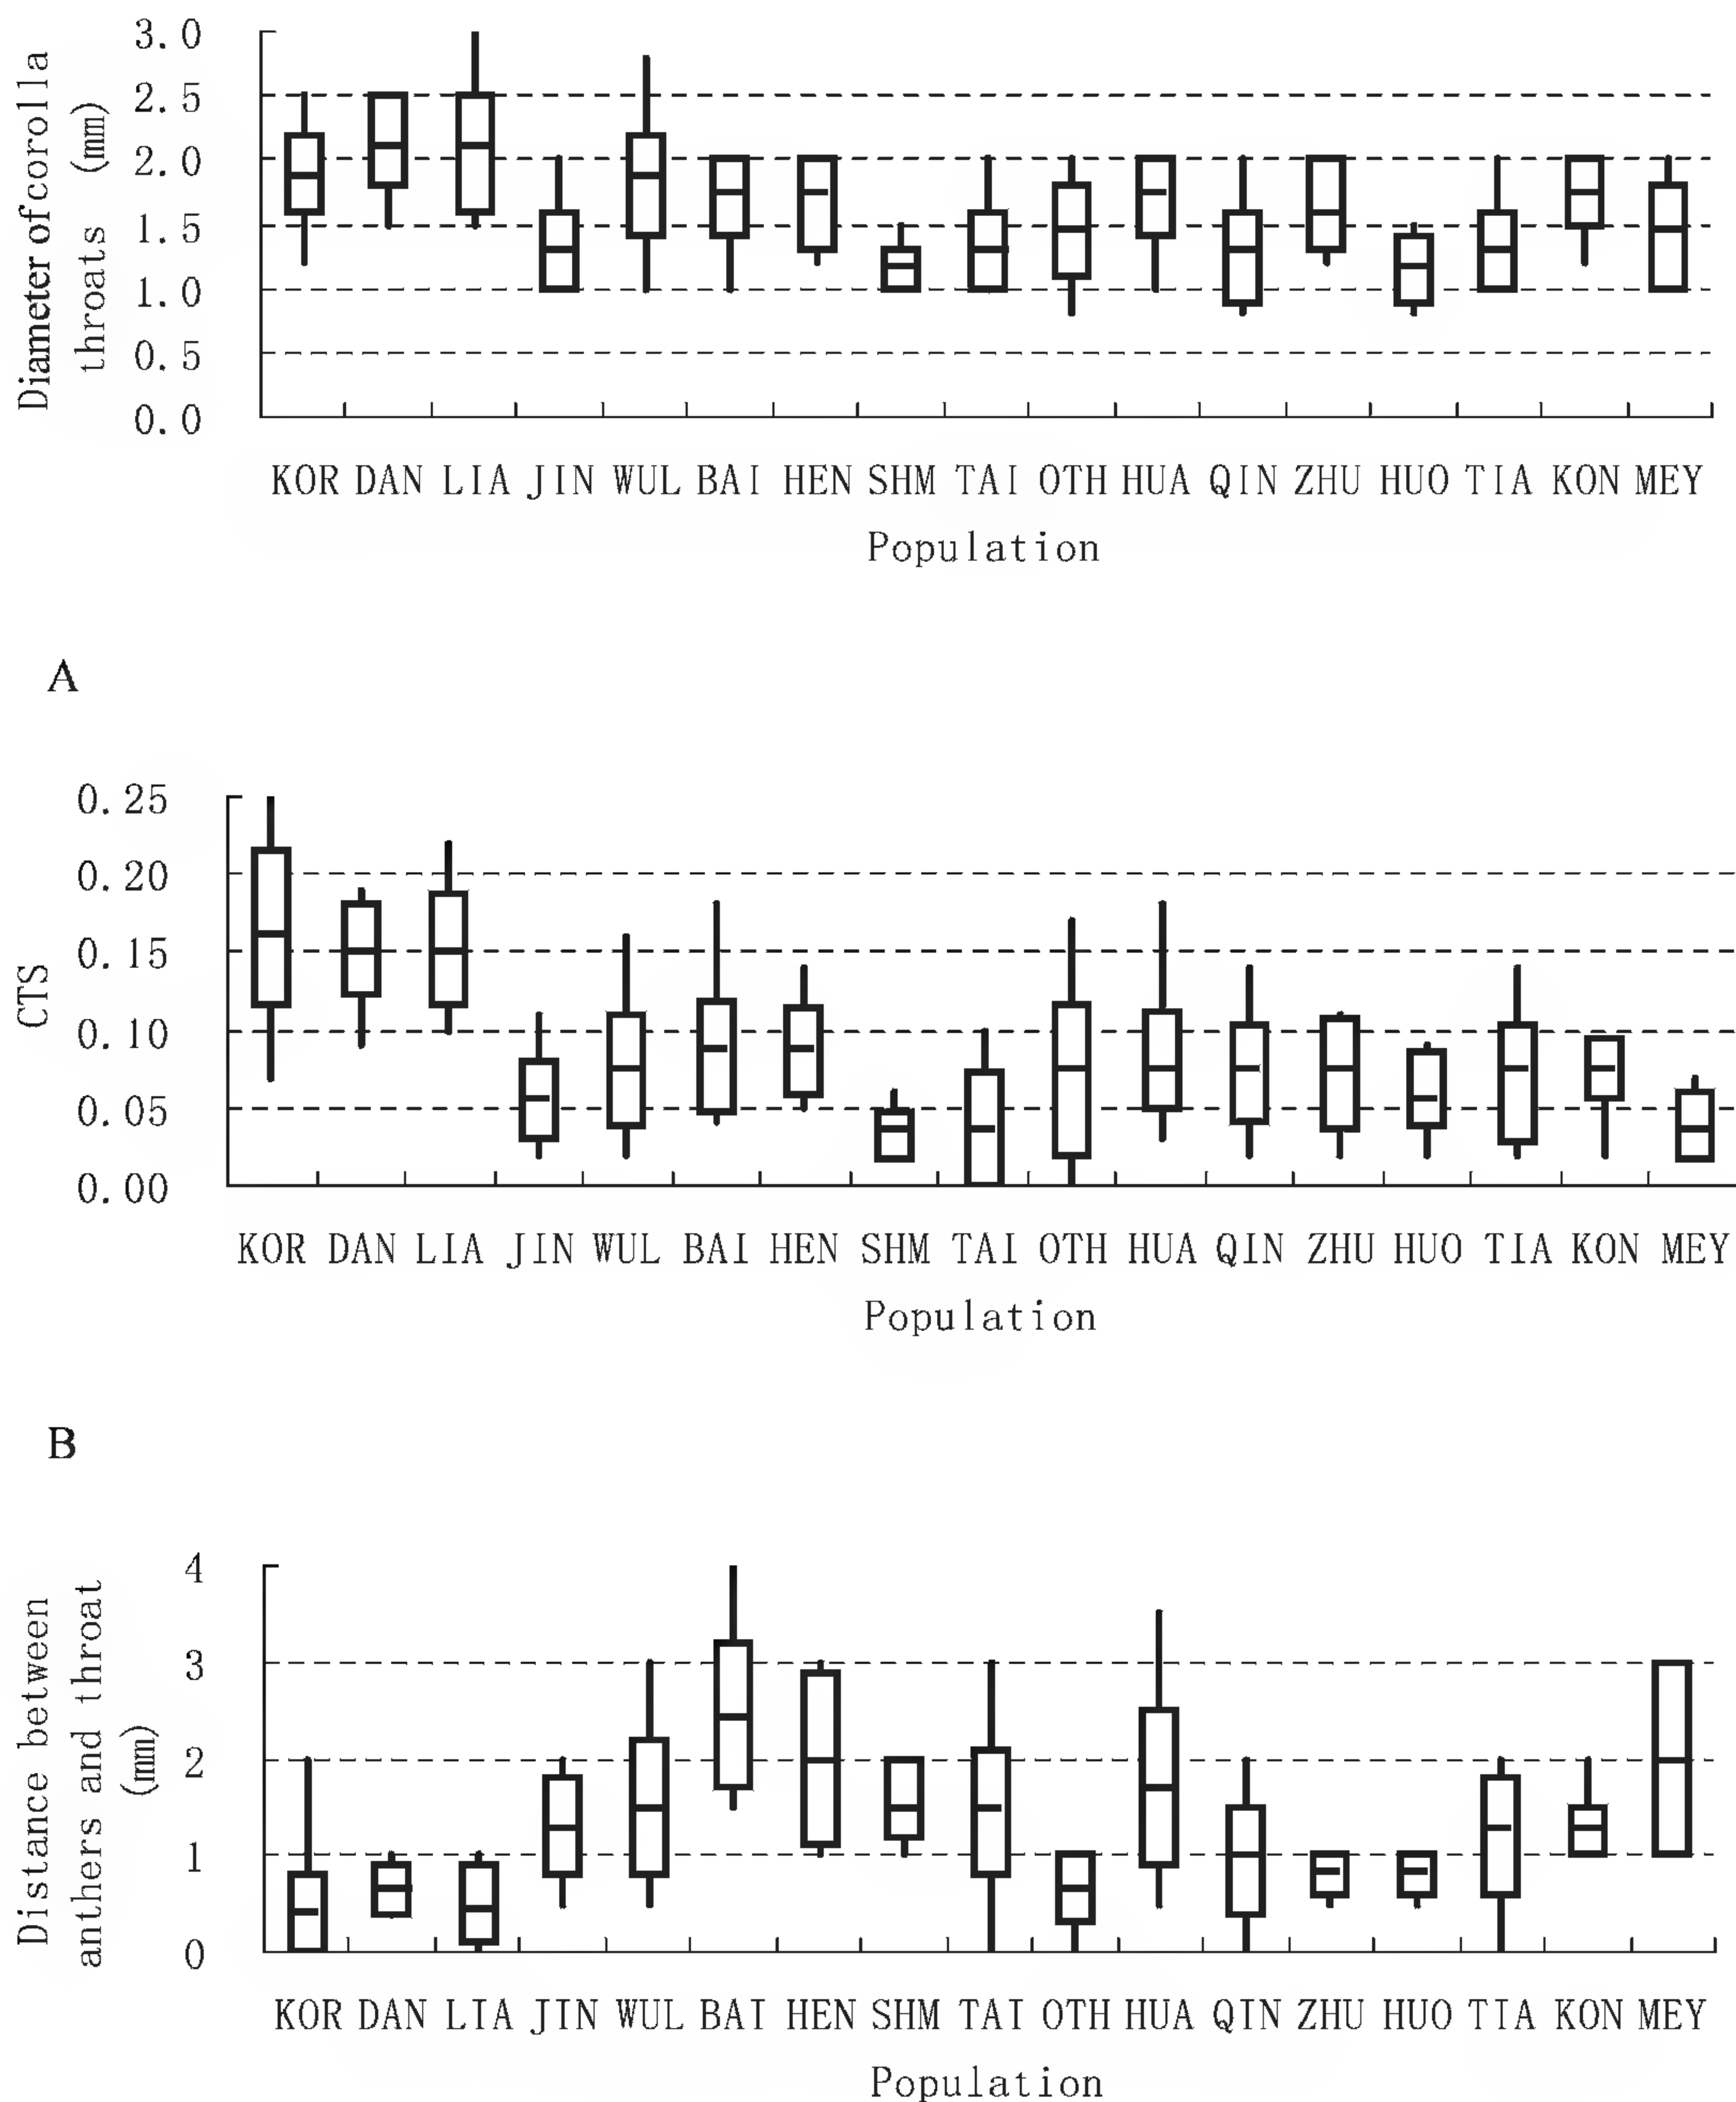 Diameter of corolla
throats (mm)
3.0
2.5
2.0
1.5
1.0
0.5
0.0
KOR DAN LIA JIN WUL BAI HEN SHM TAI OTH HUA QIN ZHU HUO TIA KON MEY
Population
A
CTS
0.25
0.20
0.15
0.10
0.05
0.00
KOR DAN LIA JIN WUL BAI HEN SHM TAI OTH HUA QIN ZHU HUO TIA KON MEY
Population
B
Distance between
anthers and throat
(mm)
4
3
2
1
0
KOR DAN LIA JIN WUL BAI HEN SHM TAI OTH HUA QIN ZHU HUO TIA KON MEY
Population